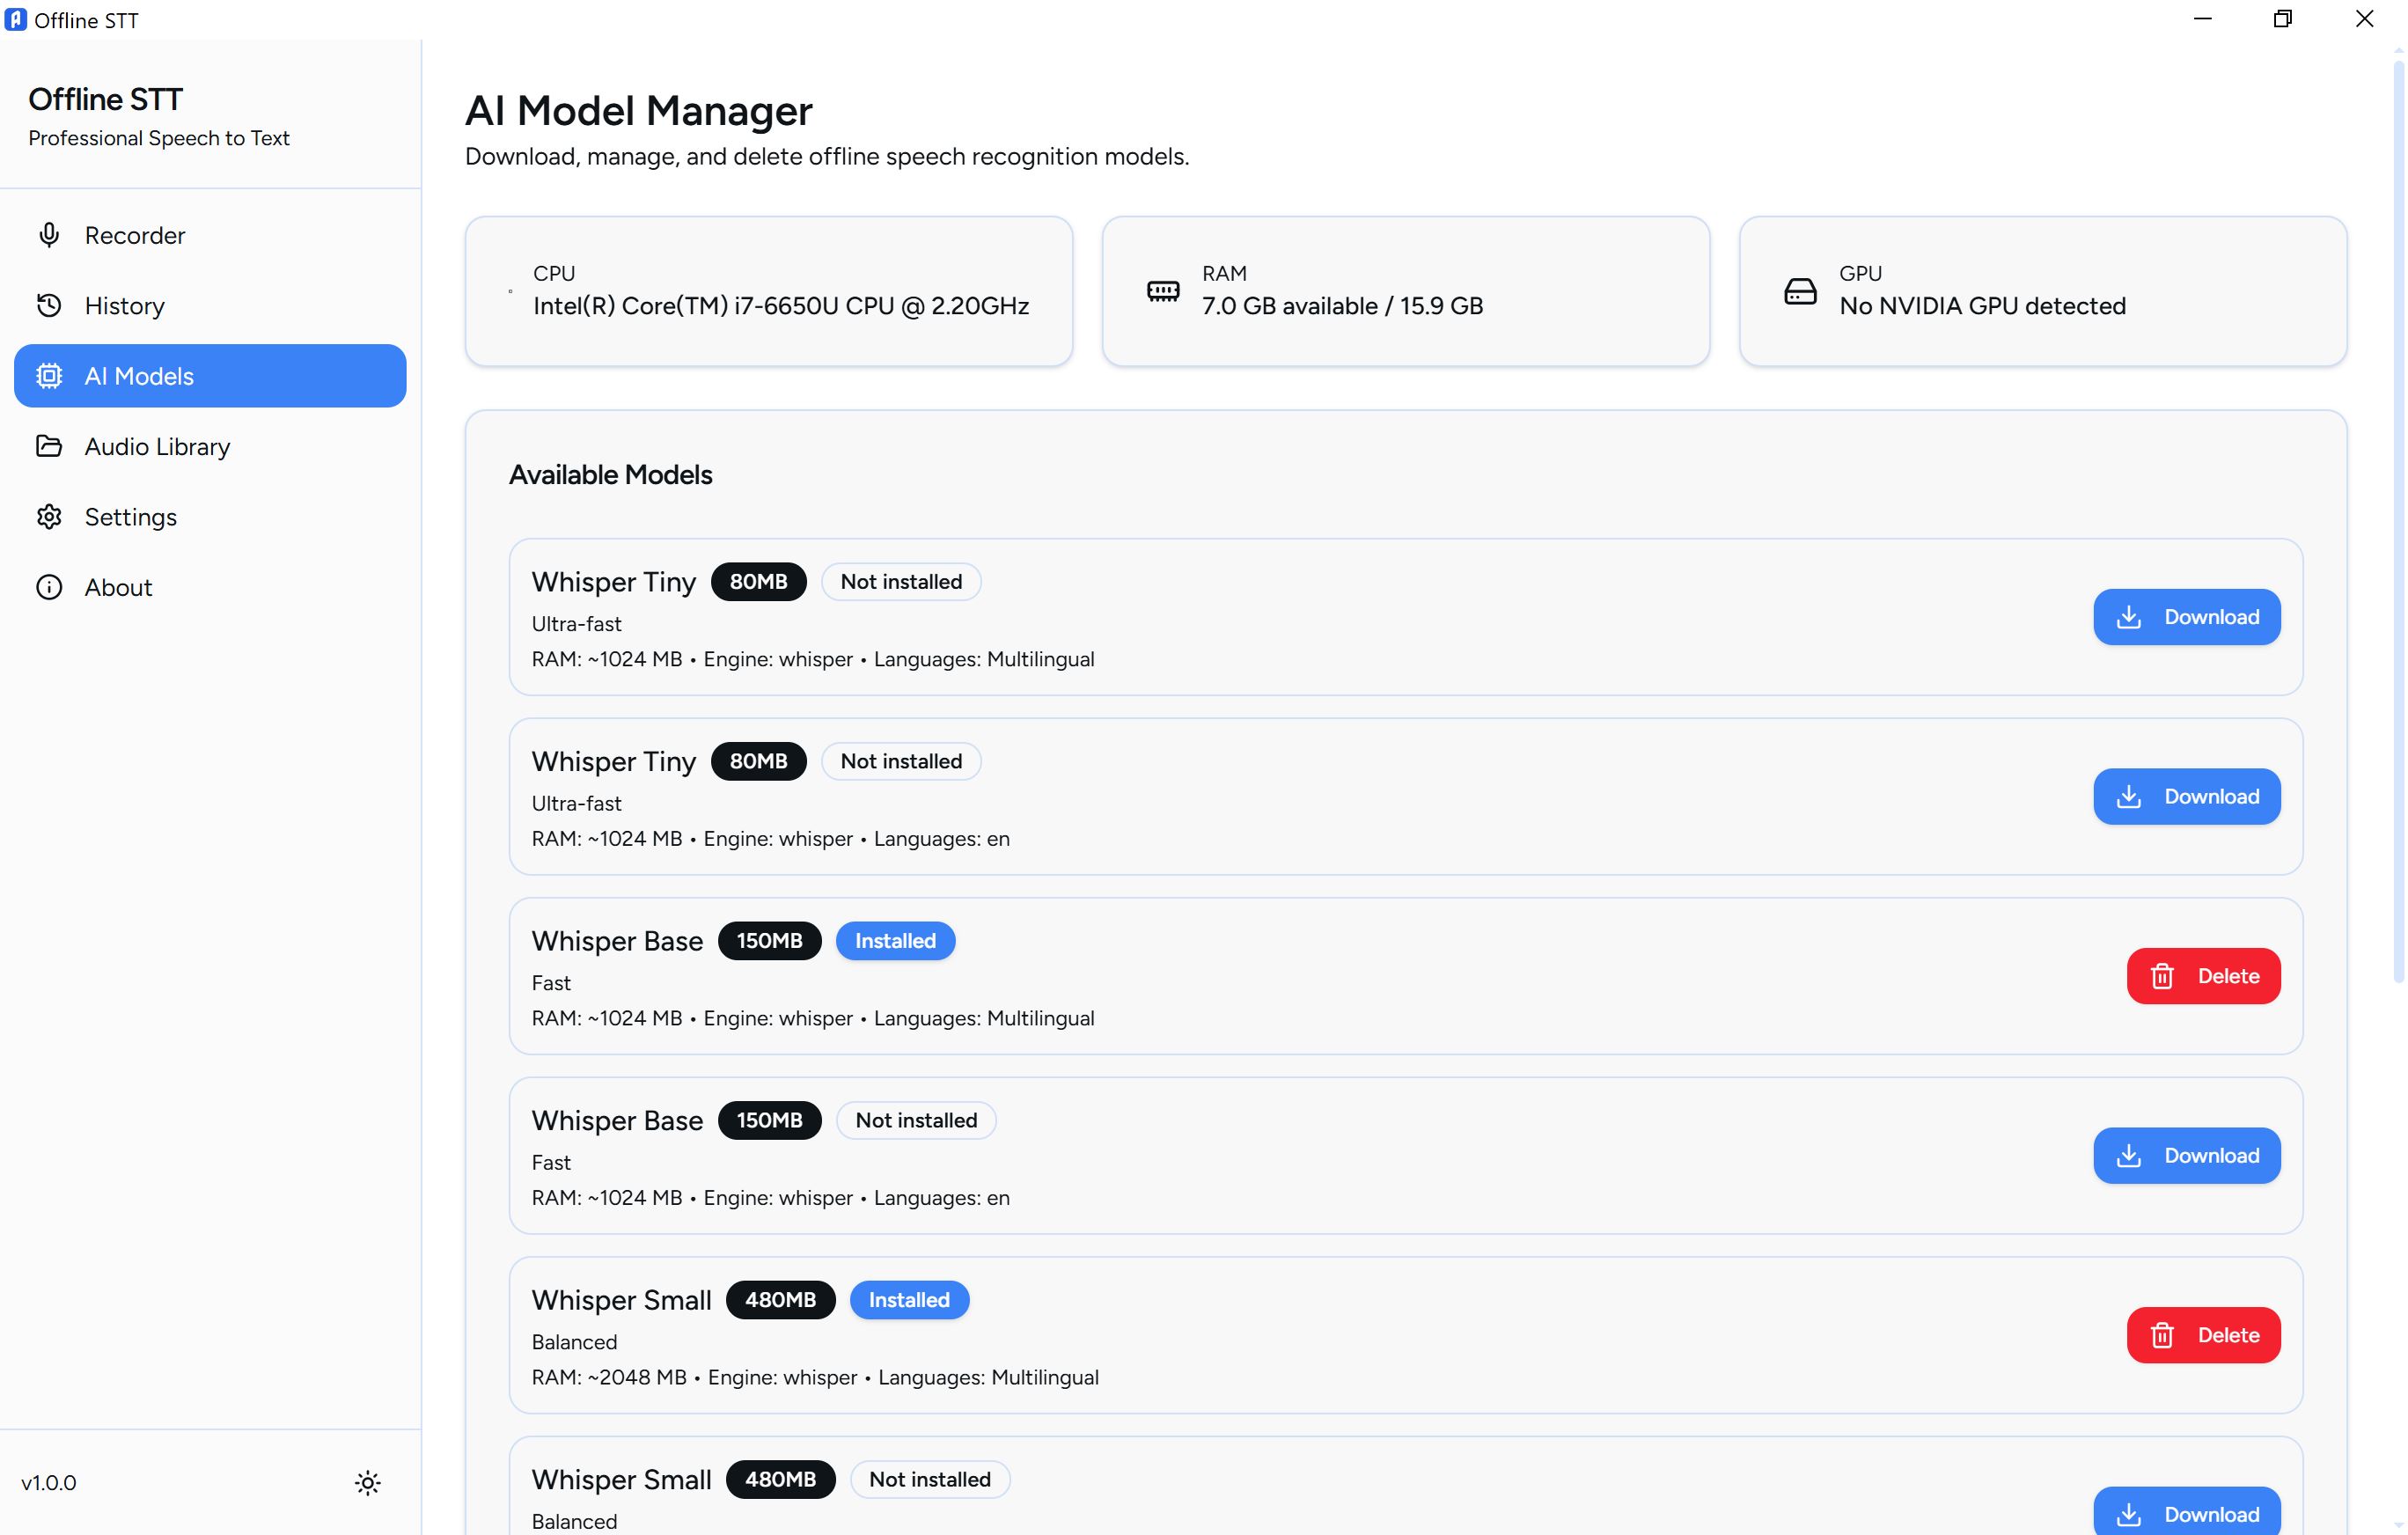 Offline STT
Offline STT
Professional Speech to Text
Recorder
History
AI Models
Audio Library
Settings
About
v1.0.0
AI Model Manager
Download, manage, and delete offline speech recognition models.
CPU
Intel(R) Core(TM) i7-6650U CPU @ 2.20GHz
RAM
7.0 GB available / 15.9 GB
GPU
No NVIDIA GPU detected
Available Models
Whisper Tiny 80MB Not installed
Ultra-fast
RAM: ~1024 MB • Engine: whisper • Languages: Multilingual
Download
Whisper Tiny 80MB Not installed
Ultra-fast
RAM: ~1024 MB • Engine: whisper • Languages: en
Download
Whisper Base 150MB Installed
Fast
RAM: ~1024 MB • Engine: whisper • Languages: Multilingual
Delete
Whisper Base 150MB Not installed
Fast
RAM: ~1024 MB • Engine: whisper • Languages: en
Download
Whisper Small 480MB Installed
Balanced
RAM: ~2048 MB • Engine: whisper • Languages: Multilingual
Delete
Whisper Small 480MB Not installed
Balanced
Download